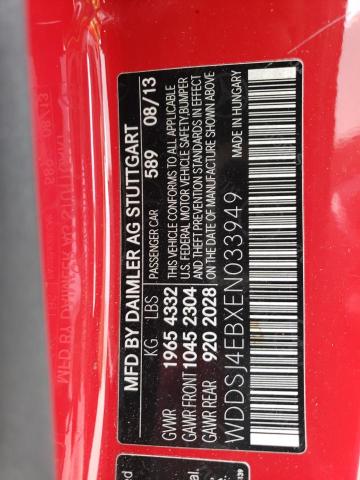 MFD BY DAIMLER AG STUTTGART
KG LBS PASSENGER CAR 589 08/13
GVWR 1965 4332 THIS VEHICLE CONFORMS TO ALL APPLICABLE
GAWR FRONT 1045 2304 U.S. FEDERAL MOTOR VEHICLE SAFETY,BUMPER
GAWR REAR 920 2028 AND THEFT PREVENTION STANDARDS IN EFFECT
ON DATE OF MANUFACTURE SHOWN ABOVE
MADE IN HUNGARY
WDDSJ4EBXEN033949